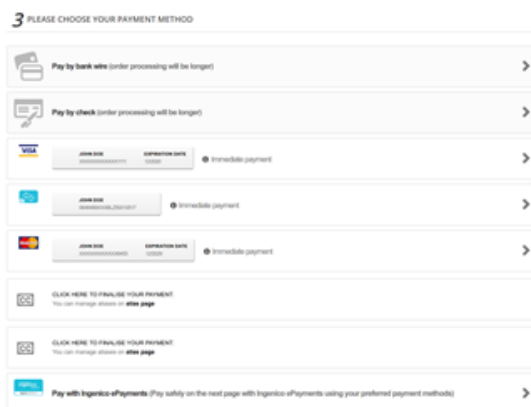 3 PLEASE CHOOSE YOUR PAYMENT METHOD
Pay by bank wire (order processing will be longer)
Pay by check (order processing will be longer)
VISA
JOHN DOE EXPIRATION DATE
Immediate payment
JOHN DOE
Immediate payment
JOHN DOE EXPIRATION DATE
Immediate payment
CLICK HERE TO FINALISE YOUR PAYMENT.
You can manage aliases on alias page
CLICK HERE TO FINALISE YOUR PAYMENT.
You can manage aliases on alias page
Pay with Ingenico ePayments (Pay safely on the next page with Ingenico ePayments using your preferred payment methods)